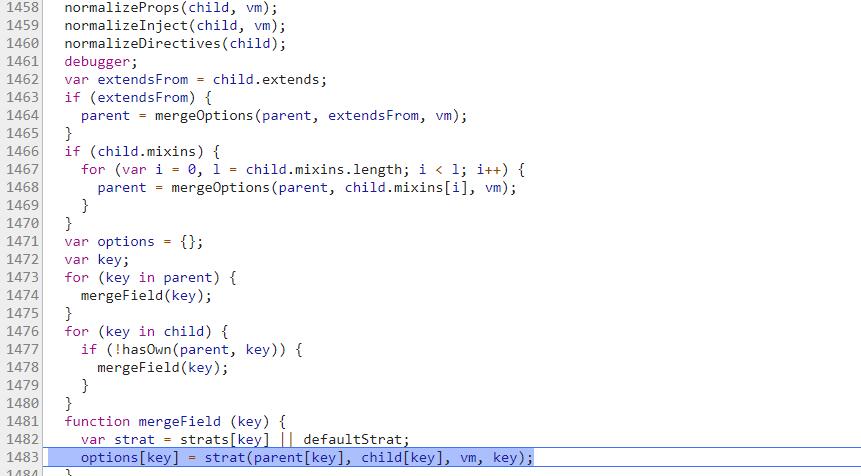 1458 normalizeProps(child, vm);
1459 normalizeInject(child, vm);
1460 normalizeDirectives(child);
1461 debugger;
1462 var extendsFrom = child.extends;
1463 if (extendsFrom) {
1464 parent = mergeOptions(parent, extendsFrom, vm);
1465 }
1466 if (child.mixins) {
1467 for (var i = 0, l = child.mixins.length; i < l; i++) {
1468 parent = mergeOptions(parent, child.mixins[i], vm);
1469 }
1470 }
1471 var options = {};
1472 var key;
1473 for (key in parent) {
1474 mergeField(key);
1475 }
1476 for (key in child) {
1477 if (!hasOwn(parent, key)) {
1478 mergeField(key);
1479 }
1480 }
1481 function mergeField (key) {
1482 var strat = strats[key] || defaultStrat;
1483 options[key] = strat(parent[key], child[key], vm, key);
1484 }